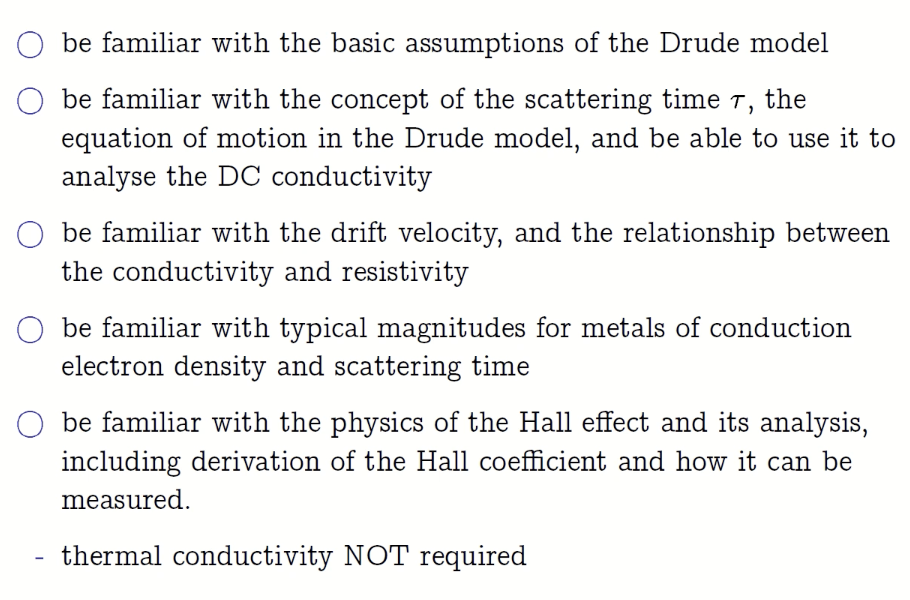 ○ be familiar with the basic assumptions of the Drude model
○ be familiar with the concept of the scattering time τ, the
equation of motion in the Drude model, and be able to use it to
analyse the DC conductivity
○ be familiar with the drift velocity, and the relationship between
the conductivity and resistivity
○ be familiar with typical magnitudes for metals of conduction
electron density and scattering time
○ be familiar with the physics of the Hall effect and its analysis,
including derivation of the Hall coefficient and how it can be
measured.
- thermal conductivity NOT required